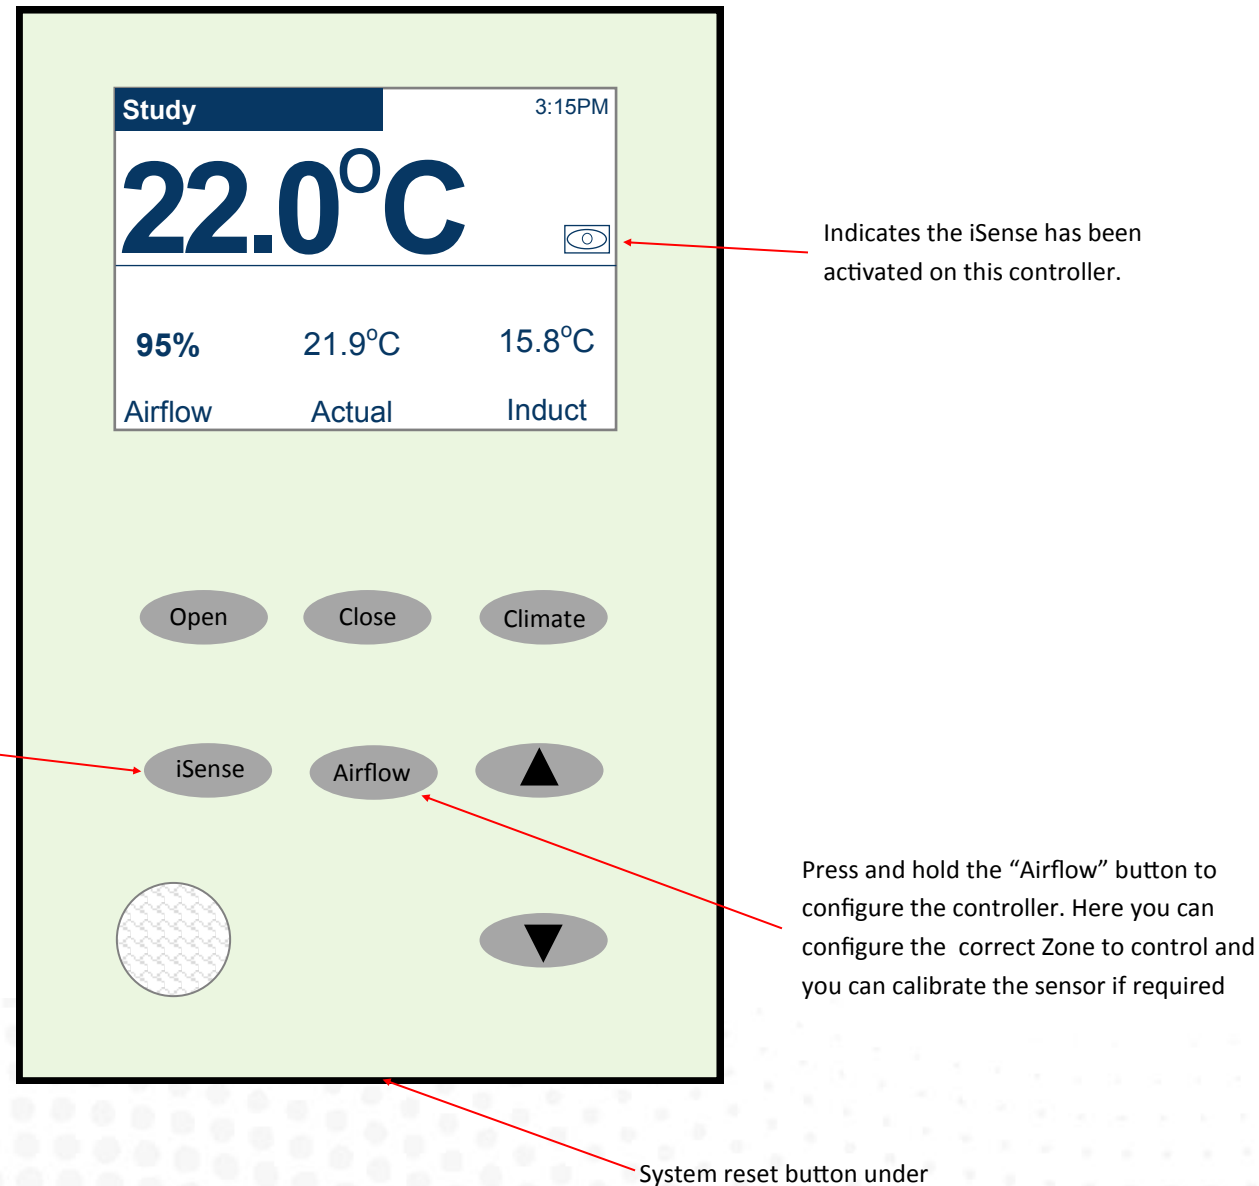 Study
3:15PM
22.0°C
Indicates the iSense has been
activated on this controller.
95%
21.9°C
15.8°C
Airflow
Actual
Induct
Open
Close
Climate
iSense
Airflow
Press and hold the “Airflow” button to
configure the controller. Here you can
configure the  correct Zone to control and
you can calibrate the sensor if required
System reset button under